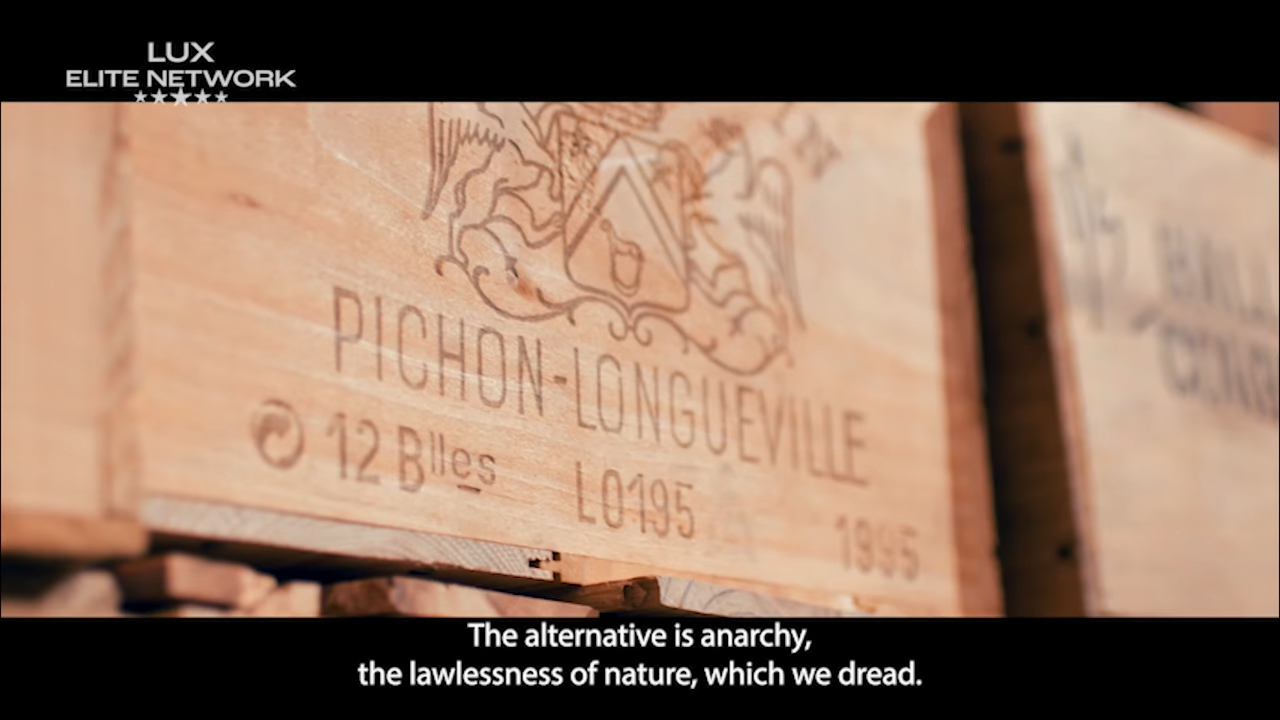 LUX
ELITE NETWORK
PICHON-LONGUEVILLE
12 Blles
L0195
1995
The alternative is anarchy,
the lawlessness of nature, which we dread.